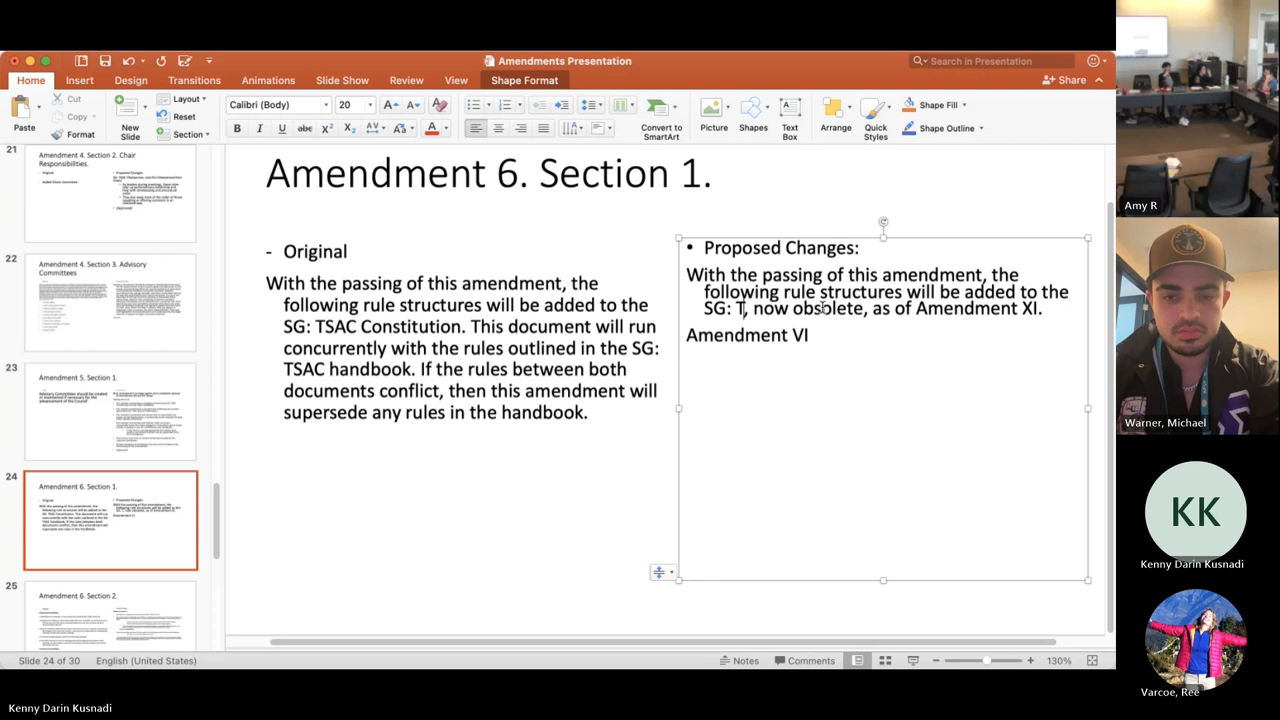 Amendments Presentation
Search in Presentation
Home
Insert
Design
Transitions
Animations
Slide Show
Review
View
Shape Format
Share
Paste
Cut
Copy
Format
New
Slide
Layout
Reset
Section
Calibri (Body)
20
Convert to
SmartArt
Picture
Shapes
Text
Box
Arrange
Quick
Styles
Shape Fill
Shape Outline
21
Amendment 4. Section 2. Chair
Responsibilities.
22
Amendment 4. Section 3. Advisory
Committees
23
Amendment 5. Section 1.
24
Amendment 6. Section 1.
25
Amendment 6. Section 2.
Amendment 6. Section 1.
- Original
With the passing of this amendment, the
following rule structures will be added to the
SG: TSAC Constitution. This document will run
concurrently with the rules outlined in the SG:
TSAC handbook. If the rules between both
documents conflict, then this amendment will
supersede any rules in the handbook.
• Proposed Changes:
With the passing of this amendment, the
following rule structures will be added to the
SG: T, now obsolete, as of Amendment XI.
Amendment VI
Slide 24 of 30
English (United States)
Notes
Comments
130%
Amy R
Warner, Michael
KK
Kenny Darin Kusnadi
Varcoe, Ree
Kenny Darin Kusnadi